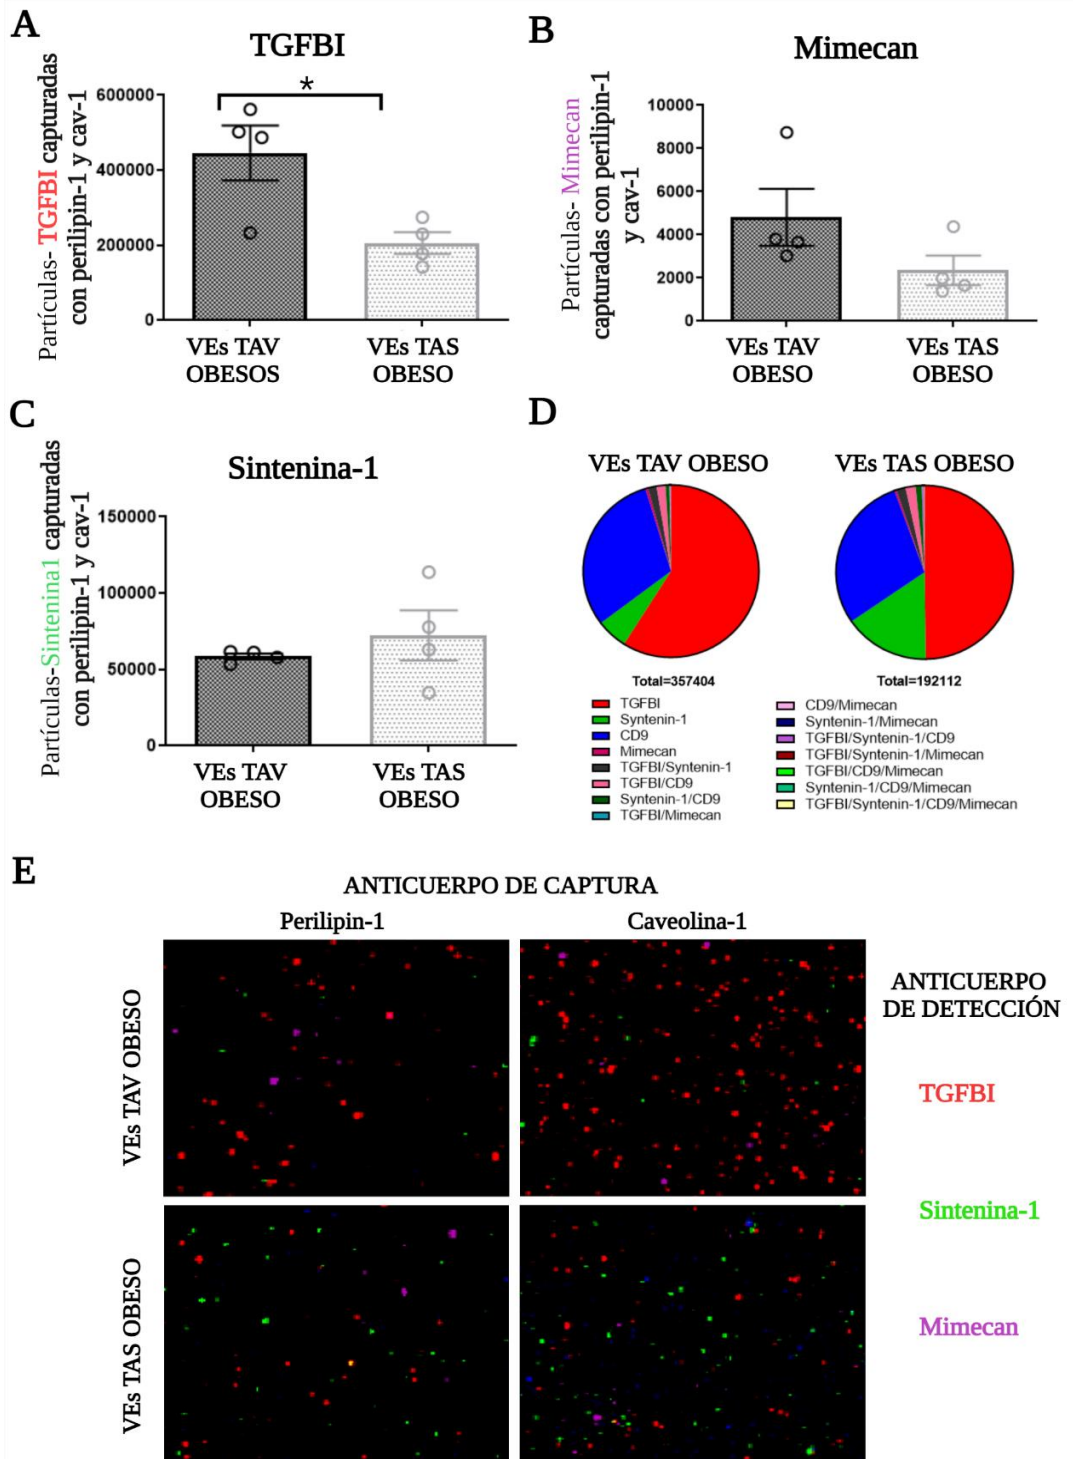 A
TGFBI
Partículas- TGFBI capturadas
con perilipin-1 y cav-1
*
600000
400000
200000
0
VEs TAV
OBESOS
VEs TAS
OBESO
B
Mimecan
Partículas- Mimecan
capturadas con perilipin-1
y cav-1
10000
8000
6000
4000
2000
0
VEs TAV
OBESO
VEs TAS
OBESO
C
Sintenina-1
Partículas-Sintenina1 capturadas
con perilipin-1 y cav-1
150000
100000
50000
0
VEs TAV
OBESO
VEs TAS
OBESO
D
VEs TAV OBESO
VEs TAS OBESO
Total=357404
Total=192112
TGFBI
Syntenin-1
CD9
Mimecan
TGFBI/Syntenin-1
TGFBI/CD9
Syntenin-1/CD9
TGFBI/Mimecan
CD9/Mimecan
Syntenin-1/Mimecan
TGFBI/Syntenin-1/CD9
TGFBI/Syntenin-1/Mimecan
TGFBI/CD9/Mimecan
Syntenin-1/CD9/Mimecan
TGFBI/Syntenin-1/CD9/Mimecan
E
ANTICUERPO DE CAPTURA
Perilipin-1
Caveolina-1
VEs TAV OBESO
VEs TAS OBESO
ANTICUERPO
DE DETECCIÓN
TGFBI
Sintenina-1
Mimecan